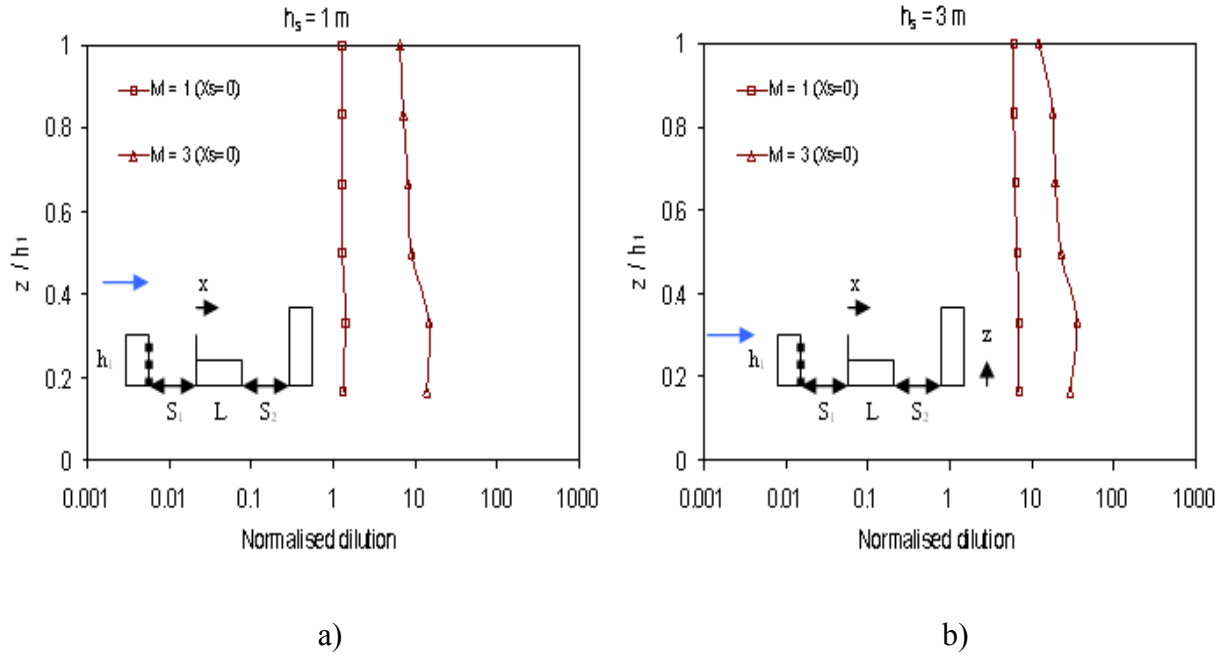 hs = 1 m
1
0.8
0.6
0.4
0.2
0
z / h1
M = 1 (Xs=0)
M = 3 (Xs=0)
x
h1
S1 L S2
0.001 0.01 0.1 1 10 100 1000
Normalised dilution
a)
hs = 3 m
1
0.8
0.6
0.4
0.2
0
z / h1
M = 1 (Xs=0)
M = 3 (Xs=0)
x
z
h1
S1 L S2
0.001 0.01 0.1 1 10 100 1000
Normalised dilution
b)